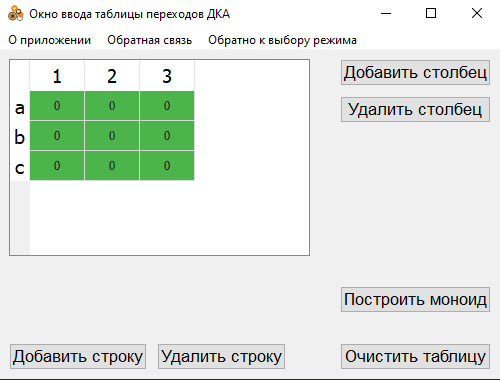 Окно ввода таблицы переходов ДКА
О приложении Обратная связь Обратно к выбору режима
1 2 3
a 0 0 0
b 0 0 0
c 0 0 0
Добавить столбец
Удалить столбец
Построить моноид
Добавить строку Удалить строку Очистить таблицу